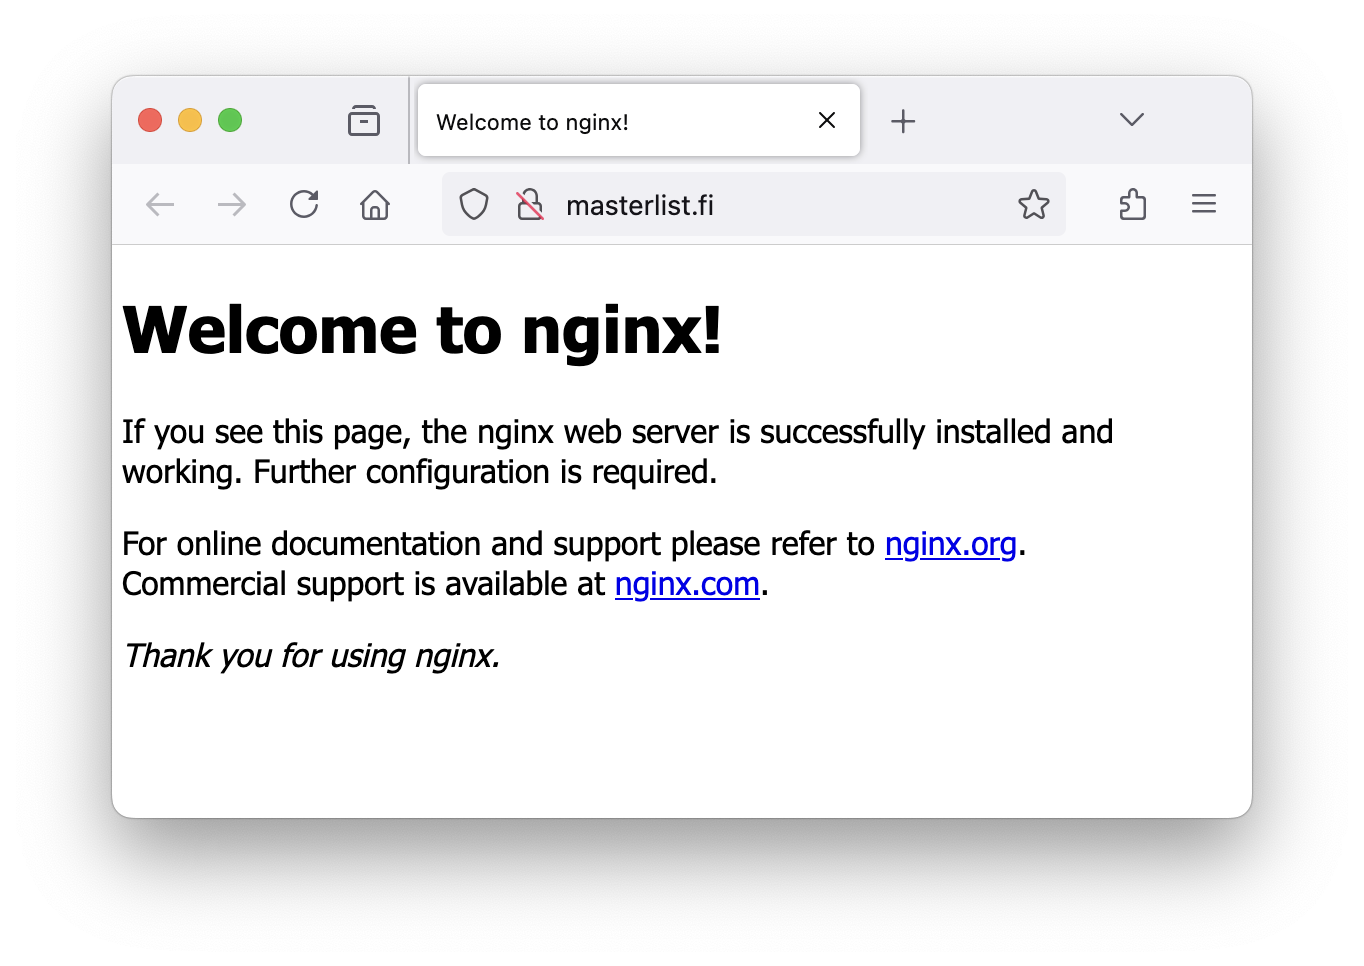 Welcome to nginx!
masterlist.fi
Welcome to nginx!
If you see this page, the nginx web server is successfully installed and
working. Further configuration is required.
For online documentation and support please refer to nginx.org.
Commercial support is available at nginx.com.
Thank you for using nginx.